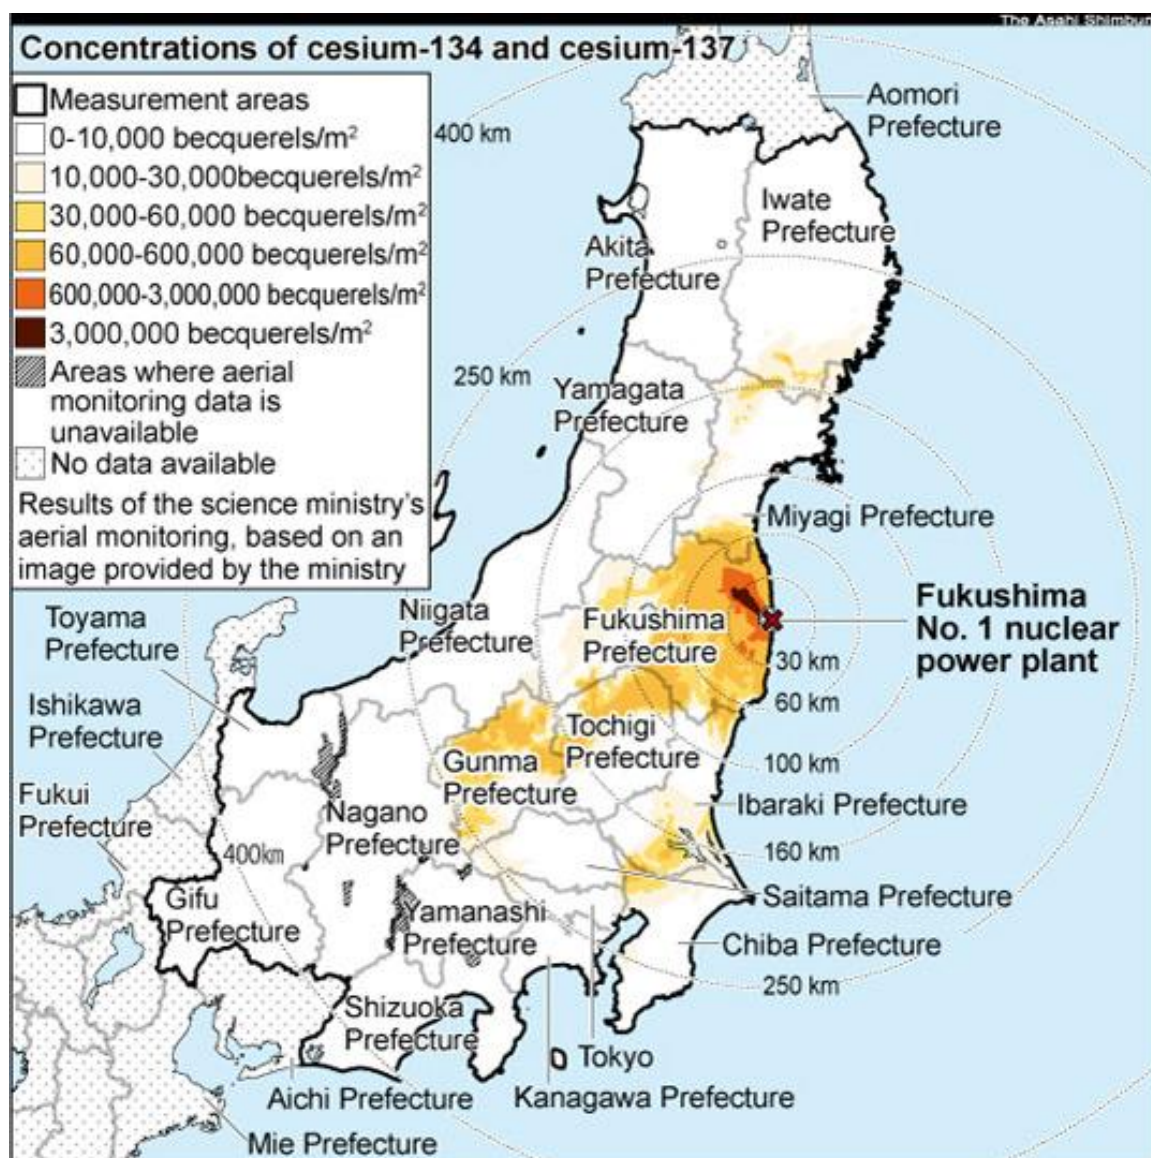 The Asahi Shimbun
Concentrations of cesium-134 and cesium-137
Measurement areas
0-10,000 becquerels/m²
10,000-30,000becquerels/m²
30,000-60,000 becquerels/m²
60,000-600,000 becquerels/m²
600,000-3,000,000 becquerels/m²
3,000,000 becquerels/m²
Areas where aerial
monitoring data is
unavailable
No data available
Results of the science ministry's
aerial monitoring, based on an
image provided by the ministry
400 km
Aomori
Prefecture
Iwate
Prefecture
Akita
Prefecture
250 km
Yamagata
Prefecture
Miyagi Prefecture
Fukushima
No. 1 nuclear
power plant
Niigata
Prefecture
Fukushima
Prefecture
30 km
60 km
100 km
160 km
250 km
Toyama
Prefecture
Ishikawa
Prefecture
Fukui
Prefecture
Tochigi
Prefecture
Gunma
Prefecture
Ibaraki Prefecture
Nagano
Prefecture
400km
Saitama Prefecture
Gifu
Prefecture
Yamanashi
Prefecture
Chiba Prefecture
Shizuoka
Prefecture
Tokyo
Aichi Prefecture
Kanagawa Prefecture
Mie Prefecture